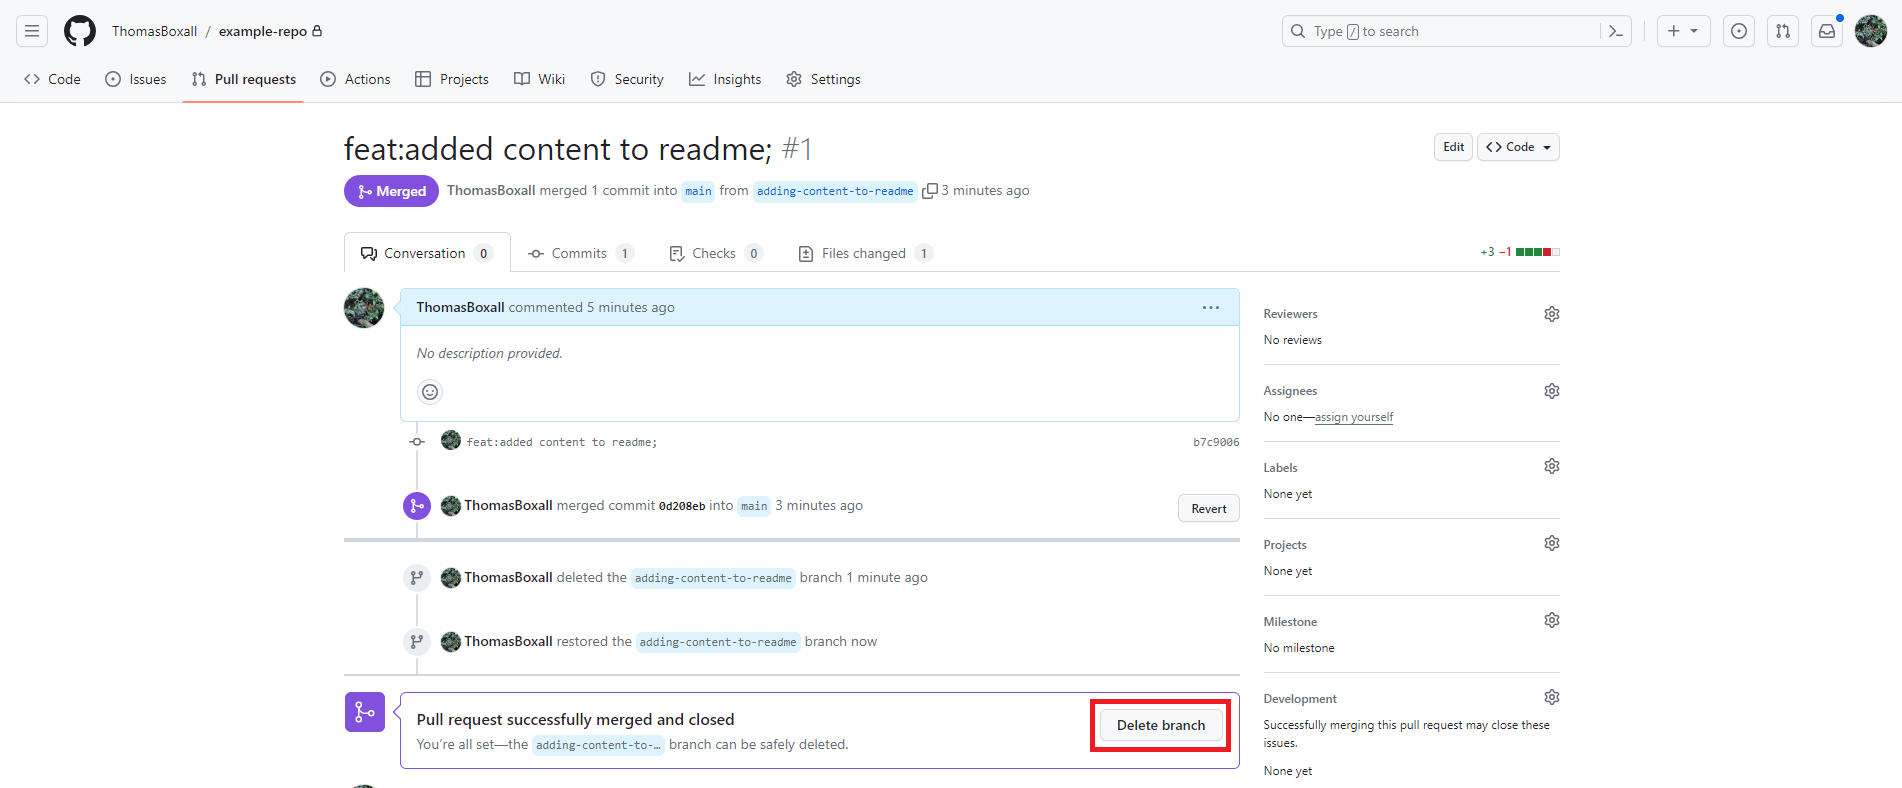 ThomasBoxall / example-repo
Type / to search
Code Issues Pull requests Actions Projects Wiki Security Insights Settings
feat:added content to readme; #1
Edit
Code
Merged
ThomasBoxall merged 1 commit into main from adding-content-to-readme 3 minutes ago
Conversation 0
Commits 1
Checks 0
Files changed 1
+3 −1
ThomasBoxall commented 5 minutes ago
No description provided.
feat:added content to readme;
b7c9006
ThomasBoxall merged commit 0d208eb into main 3 minutes ago
Revert
ThomasBoxall deleted the adding-content-to-readme branch 1 minute ago
ThomasBoxall restored the adding-content-to-readme branch now
Pull request successfully merged and closed
You’re all set—the adding-content-to-… branch can be safely deleted.
Delete branch
Reviewers
No reviews
Assignees
No one—assign yourself
Labels
None yet
Projects
None yet
Milestone
No milestone
Development
Successfully merging this pull request may close these
issues.
None yet